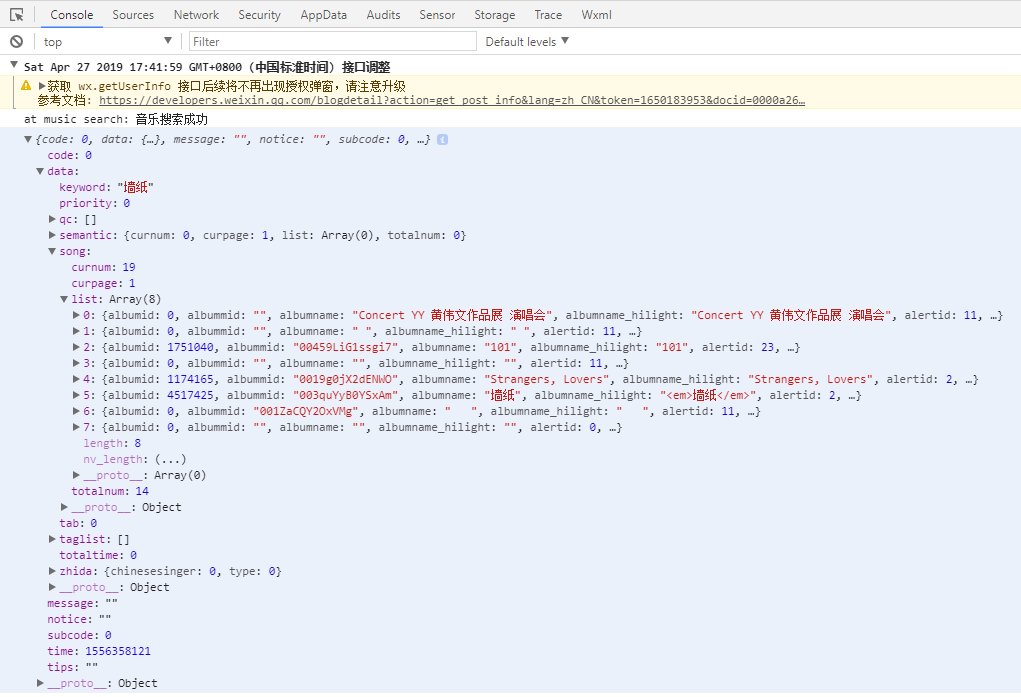 Console Sources Network Security AppData Audits Sensor Storage Trace Wxml
top Filter Default levels
Sat Apr 27 2019 17:41:59 GMT+0800 (中国标准时间) 接口调整
获取 wx.getUserInfo 接口后续将不再出现授权弹窗，请注意升级
参考文档: https://developers.weixin.qq.com/blogdetail?action=get_post_info&lang=zh_CN&token=1650183953&docid=0000a26…
at music search: 音乐搜索成功
{code: 0, data: {…}, message: "", notice: "", subcode: 0, …} i
code: 0
data:
keyword: "墙纸"
priority: 0
qc: []
semantic: {curnum: 0, curpage: 1, list: Array(0), totalnum: 0}
song:
curnum: 19
curpage: 1
list: Array(8)
0: {albumid: 0, albummid: "", albumname: "Concert YY 黄伟文作品展 演唱会", albumname_hilight: "Concert YY 黄伟文作品展 演唱会", alertid: 11, …}
1: {albumid: 0, albummid: "", albumname: " ", albumname_hilight: " ", alertid: 11, …}
2: {albumid: 1751040, albummid: "00459LiG1ssgi7", albumname: "101", albumname_hilight: "101", alertid: 23, …}
3: {albumid: 0, albummid: "", albumname: "", albumname_hilight: "", alertid: 11, …}
4: {albumid: 1174165, albummid: "0019g0jX2dENWO", albumname: "Strangers, Lovers", albumname_hilight: "Strangers, Lovers", alertid: 2, …}
5: {albumid: 4517425, albummid: "003quYyB0YSxAm", albumname: "墙纸", albumname_hilight: "<em>墙纸</em>", alertid: 2, …}
6: {albumid: 0, albummid: "001ZaCQY2OxVMg", albumname: "   ", albumname_hilight: "   ", alertid: 11, …}
7: {albumid: 0, albummid: "", albumname: "", albumname_hilight: "", alertid: 0, …}
length: 8
nv_length: (...)
__proto__: Array(0)
totalnum: 14
__proto__: Object
tab: 0
taglist: []
totaltime: 0
zhida: {chinesesinger: 0, type: 0}
__proto__: Object
message: ""
notice: ""
subcode: 0
time: 1556358121
tips: ""
__proto__: Object